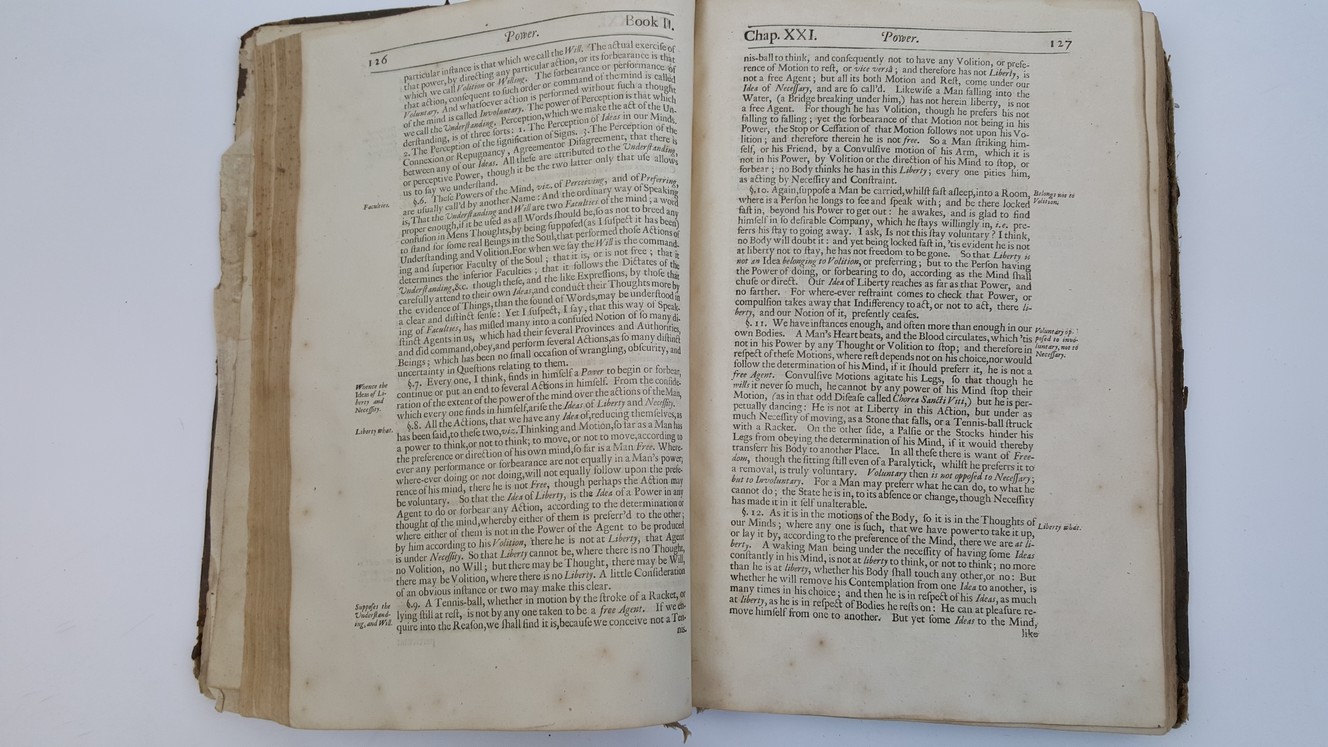 126 Power. Book II.
particular instance is that which we call the Will. The actual exercise of
that power, by directing any particular action, or its forbearance is that
which we call Volition or Willing. The forbearance or performance of
that action, consequent to such order or command of the mind is called
Voluntary. And whatsoever action is performed without such a thought
of the mind is called Involuntary. The power of Perception is that which
we call the Understanding. Perception, which we make the act of the Un-
derstanding, is of three sorts: 1. The Perception of Ideas in our Minds.
2. The Perception of the signification of Signs. 3. The Perception of the
Connexion or Repugnancy, Agreement or Disagreement, that there is
between any of our Ideas. All these are attributed to the Understanding,
or perceptive Power, though it be the two latter only that use allows
us to say we understand.
Faculties.
§. 6. These Powers of the Mind, viz. of Perceiving, and of Preferring,
are usually call'd by another Name: And the ordinary way of Speaking
is, That the Understanding and Will are two Faculties of the mind; a word
proper enough, if it be used as all Words should be, so as not to breed any
confusion in Mens Thoughts, by being supposed (as I suspect it has been)
to stand for some real Beings in the Soul, that performed those Actions of
Understanding and Volition. For when we say the Will is the command-
ing and superior Faculty of the Soul; that it is, or is not free; that it
determines the inferior Faculties; that it follows the Dictates of the
Understanding, &c. though these, and the like Expressions, by those that
carefully attend to their own Ideas, and conduct their Thoughts more by
the evidence of Things, than the sound of Words, may be understood in
a clear and distinct sense: Yet I suspect, I say, that this way of Speak-
ing of Faculties, has misled many into a confused Notion of so many di-
stinct Agents in us, which had their several Provinces and Authorities,
and did command, obey, and perform several Actions, as so many distinct
Beings; which has been no small occasion of wrangling, obscurity, and
uncertainty in Questions relating to them.
Whence the
Ideas of Li-
berty and
Necessity.
§. 7. Every one, I think, finds in himself a Power to begin or forbear,
continue or put an end to several Actions in himself. From the conside-
ration of the extent of the power of the mind over the actions of the Man,
which every one finds in himself, arise the Ideas of Liberty and Necessity.
Liberty what.
§. 8. All the Actions, that we have any Idea of, reducing themselves, as
has been said, to these two, viz. Thinking and Motion, so far as a Man has
a power to think, or not to think; to move, or not to move, according to
the preference or direction of his own mind, so far is a Man Free. Where-
ever any performance or forbearance are not equally in a Man's power;
where-ever doing or not doing, will not equally follow upon the prefe-
rence of his mind, there he is not Free, though perhaps the Action may
be voluntary. So that the Idea of Liberty, is the Idea of a Power in any
Agent to do or forbear any Action, according to the determination or
thought of the mind, whereby either of them is preferr'd to the other;
where either of them is not in the Power of the Agent to be produced
by him according to his Volition, there he is not at Liberty, that Agent
is under Necessity. So that Liberty cannot be, where there is no Thought,
no Volition, no Will; but there may be Thought, there may be Will,
there may be Volition, where there is no Liberty. A little Consideration
of an obvious instance or two may make this clear.
Supposes the
Understand-
ing, and Will.
§. 9. A Tennis-ball, whether in motion by the stroke of a Racket, or
lying still at rest, is not by any one taken to be a free Agent. If we en-
quire into the Reason, we shall find it is, because we conceive not a Ten-
nis-
Chap. XXI. Power. 127
nis-ball to think, and consequently not to have any Volition, or prefe-
rence of Motion to rest, or vice versâ; and therefore has not Liberty, is
not a free Agent; but all its both Motion and Rest, come under our
Idea of Necessary, and are so call'd. Likewise a Man falling into the
Water, (a Bridge breaking under him,) has not herein liberty, is not
a free Agent. For though he has Volition, though he prefers his not
falling to falling; yet the forbearance of that Motion not being in his
Power, the Stop or Cessation of that Motion follows not upon his Vo-
lition; and therefore therein he is not free. So a Man striking him-
self, or his Friend, by a Convulsive motion of his Arm, which it is
not in his Power, by Volition or the direction of his Mind to stop, or
forbear; no Body thinks he has in this Liberty; every one pities him,
as acting by Necessity and Constraint.
§. 10. Again, suppose a Man be carried, whilst fast asleep, into a Room,
where is a Person he longs to see and speak with; and be there locked
fast in, beyond his Power to get out: he awakes, and is glad to find
himself in so desirable Company, which he stays willingly in, i.e. pre-
fers his stay to going away. I ask, Is not this stay voluntary? I think,
no Body will doubt it: and yet being locked fast in, 'tis evident he is not
at liberty not to stay, he has not freedom to be gone. So that Liberty is
not an Idea belonging to Volition, or preferring; but to the Person having
the Power of doing, or forbearing to do, according as the Mind shall
chuse or direct. Our Idea of Liberty reaches as far as that Power, and
no farther. For where-ever restraint comes to check that Power, or
compulsion takes away that Indifferency to act, or not to act, there li-
berty, and our Notion of it, presently ceases.
Belongs not to
Volition.
§. 11. We have instances enough, and often more than enough in our
own Bodies. A Man's Heart beats, and the Blood circulates, which 'tis
not in his Power by any Thought or Volition to stop; and therefore in
respect of these Motions, where rest depends not on his choice, nor would
follow the determination of his Mind, if it should preferr it, he is not a
free Agent. Convulsive Motions agitate his Legs, so that though he
wills it never so much, he cannot by any power of his Mind stop their
Motion, (as in that odd Disease called Chorea Sancti Viti,) but he is per-
petually dancing: He is not at Liberty in this Action, but under as
much Necessity of moving, as a Stone that falls, or a Tennis-ball struck
with a Racket. On the other side, a Palsie or the Stocks hinder his
Legs from obeying the determination of his Mind, if it would thereby
transferr his Body to another Place. In all these there is want of Free-
dom, though the sitting still even of a Paralytick, whilst he preferrs it to
a removal, is truly voluntary. Voluntary then is not opposed to Necessary;
but to Involuntary. For a Man may preferr what he can do, to what he
cannot do; the State he is in, to its absence or change, though Necessity
has made it in it self unalterable.
Voluntary op-
posed to invo-
luntary, not to
Necessary.
§. 12. As it is in the motions of the Body, so it is in the Thoughts of
our Minds; where any one is such, that we have power to take it up,
or lay it by, according to the preference of the Mind, there we are at li-
berty. A waking Man being under the necessity of having some Ideas
constantly in his Mind, is not at liberty to think, or not to think; no more
than he is at liberty, whether his Body shall touch any other, or no: But
whether he will remove his Contemplation from one Idea to another, is
many times in his choice; and then he is in respect of his Ideas, as much
at liberty, as he is in respect of Bodies he rests on: He can at pleasure re-
move himself from one to another. But yet some Ideas to the Mind,
like
Liberty what.